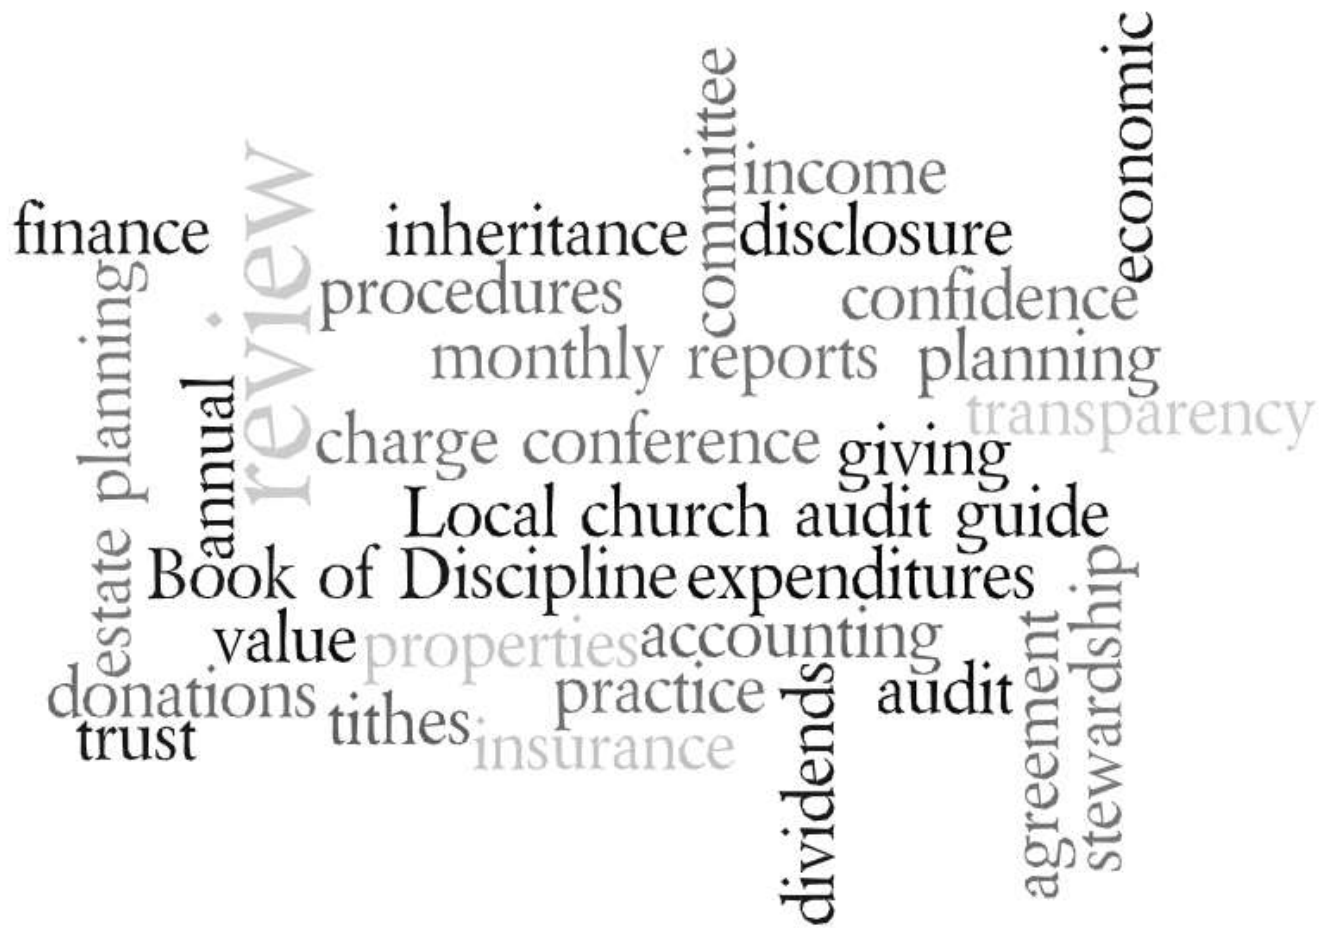 economic
committee
income
review
finance
inheritance
disclosure
procedures
confidence
estate planning
monthly reports
planning
annual
transparency
charge conference
giving
Local church audit guide
Book of Discipline
expenditures
stewardship
value
properties
accounting
agreement
donations
practice
dividends
audit
tithes
trust
insurance